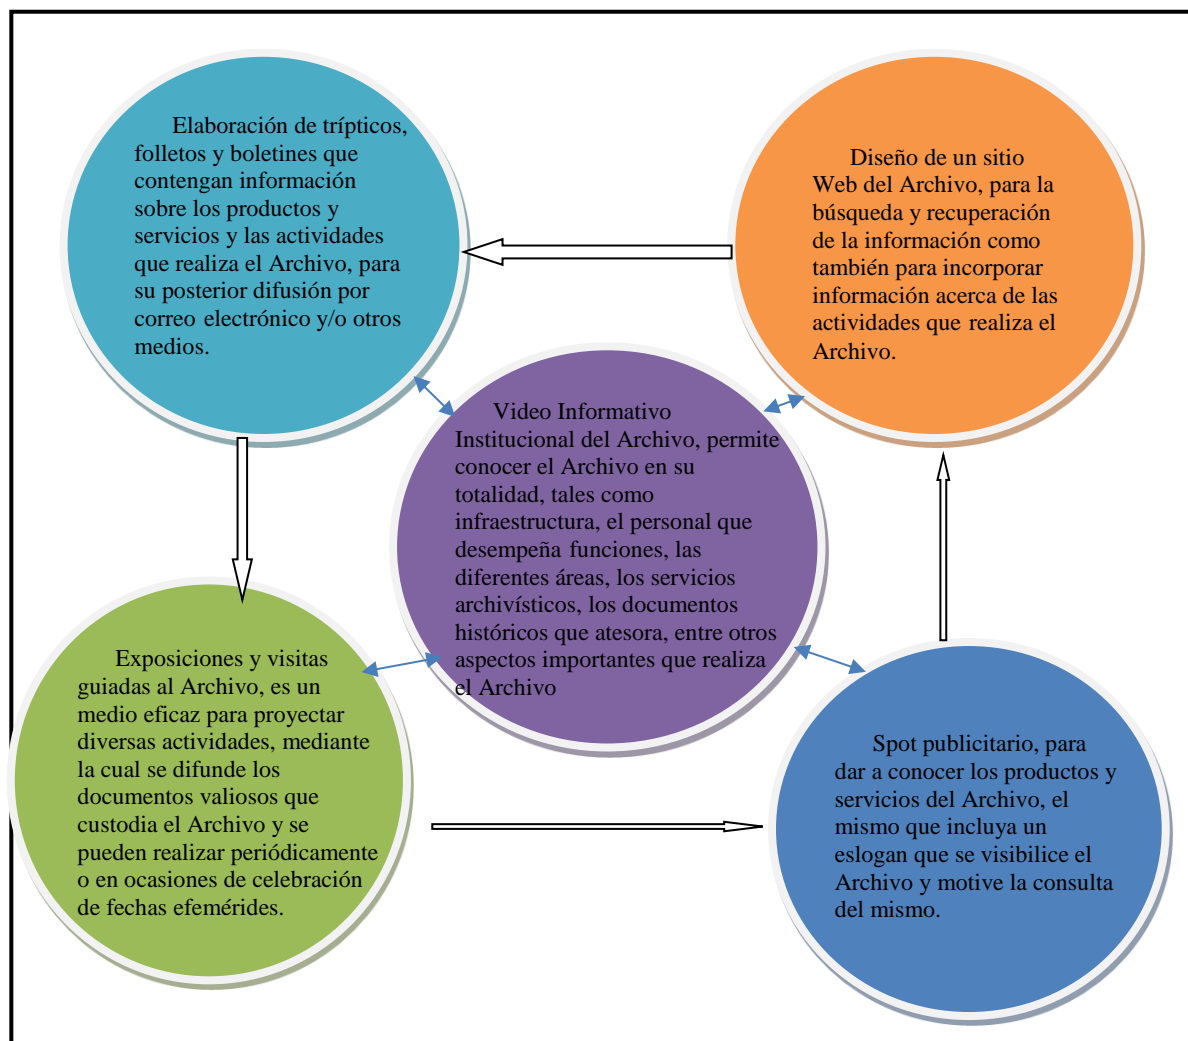 Elaboración de trípticos,
folletos y boletines que
contengan información
sobre los productos y
servicios y las actividades
que realiza el Archivo, para
su posterior difusión por
correo electrónico y/o otros
medios.
Diseño de un sitio
Web del Archivo, para la
búsqueda y recuperación
de la información como
también para incorporar
información acerca de las
actividades que realiza el
Archivo.
Video Informativo
Institucional del Archivo, permite
conocer el Archivo en su
totalidad, tales como
infraestructura, el personal que
desempeña funciones, las
diferentes áreas, los servicios
archivísticos, los documentos
históricos que atesora, entre otros
aspectos importantes que realiza
el Archivo
Exposiciones y visitas
guiadas al Archivo, es un
medio eficaz para proyectar
diversas actividades, mediante
la cual se difunde los
documentos valiosos que
custodia el Archivo y se
pueden realizar periódicamente
o en ocasiones de celebración
de fechas efemérides.
Spot publicitario, para
dar a conocer los productos y
servicios del Archivo, el
mismo que incluya un
eslogan que se visibilice el
Archivo y motive la consulta
del mismo.